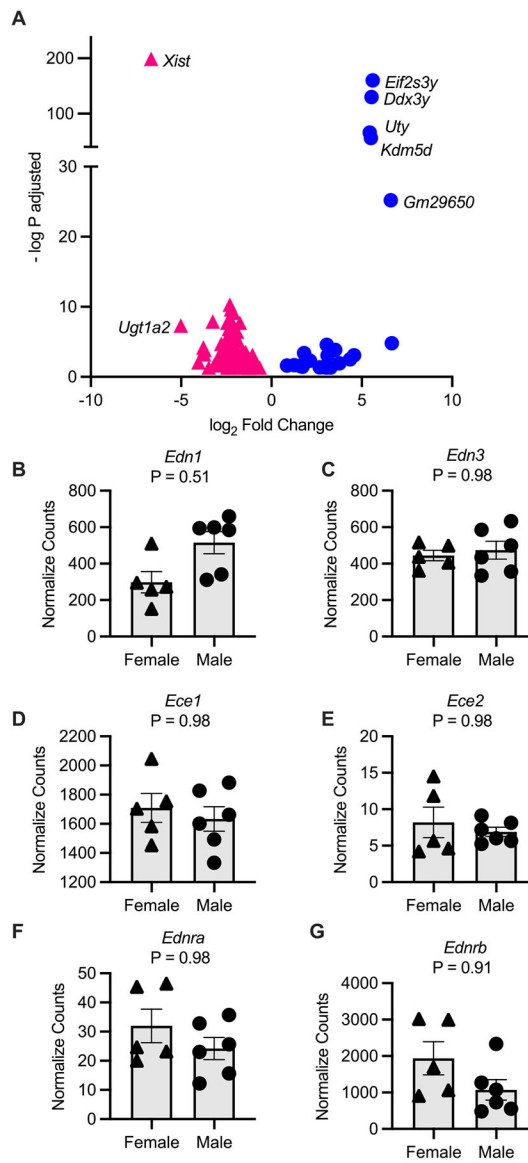 A
200
100
30
20
10
0
-10
-5
0
5
10
- log P adjusted
log2 Fold Change
Xist
Eif2s3y
Ddx3y
Uty
Kdm5d
Gm29650
Ugt1a2
B
Edn1
P = 0.51
Normalize Counts
800
600
400
200
0
Female
Male
C
Edn3
P = 0.98
Normalize Counts
800
600
400
200
0
Female
Male
D
Ece1
P = 0.98
Normalize Counts
2200
2000
1800
1600
1400
1200
Female
Male
E
Ece2
P = 0.98
Normalize Counts
20
15
10
5
0
Female
Male
F
Ednra
P = 0.98
Normalize Counts
50
40
30
20
10
0
Female
Male
G
Ednrb
P = 0.91
Normalize Counts
4000
3000
2000
1000
0
Female
Male